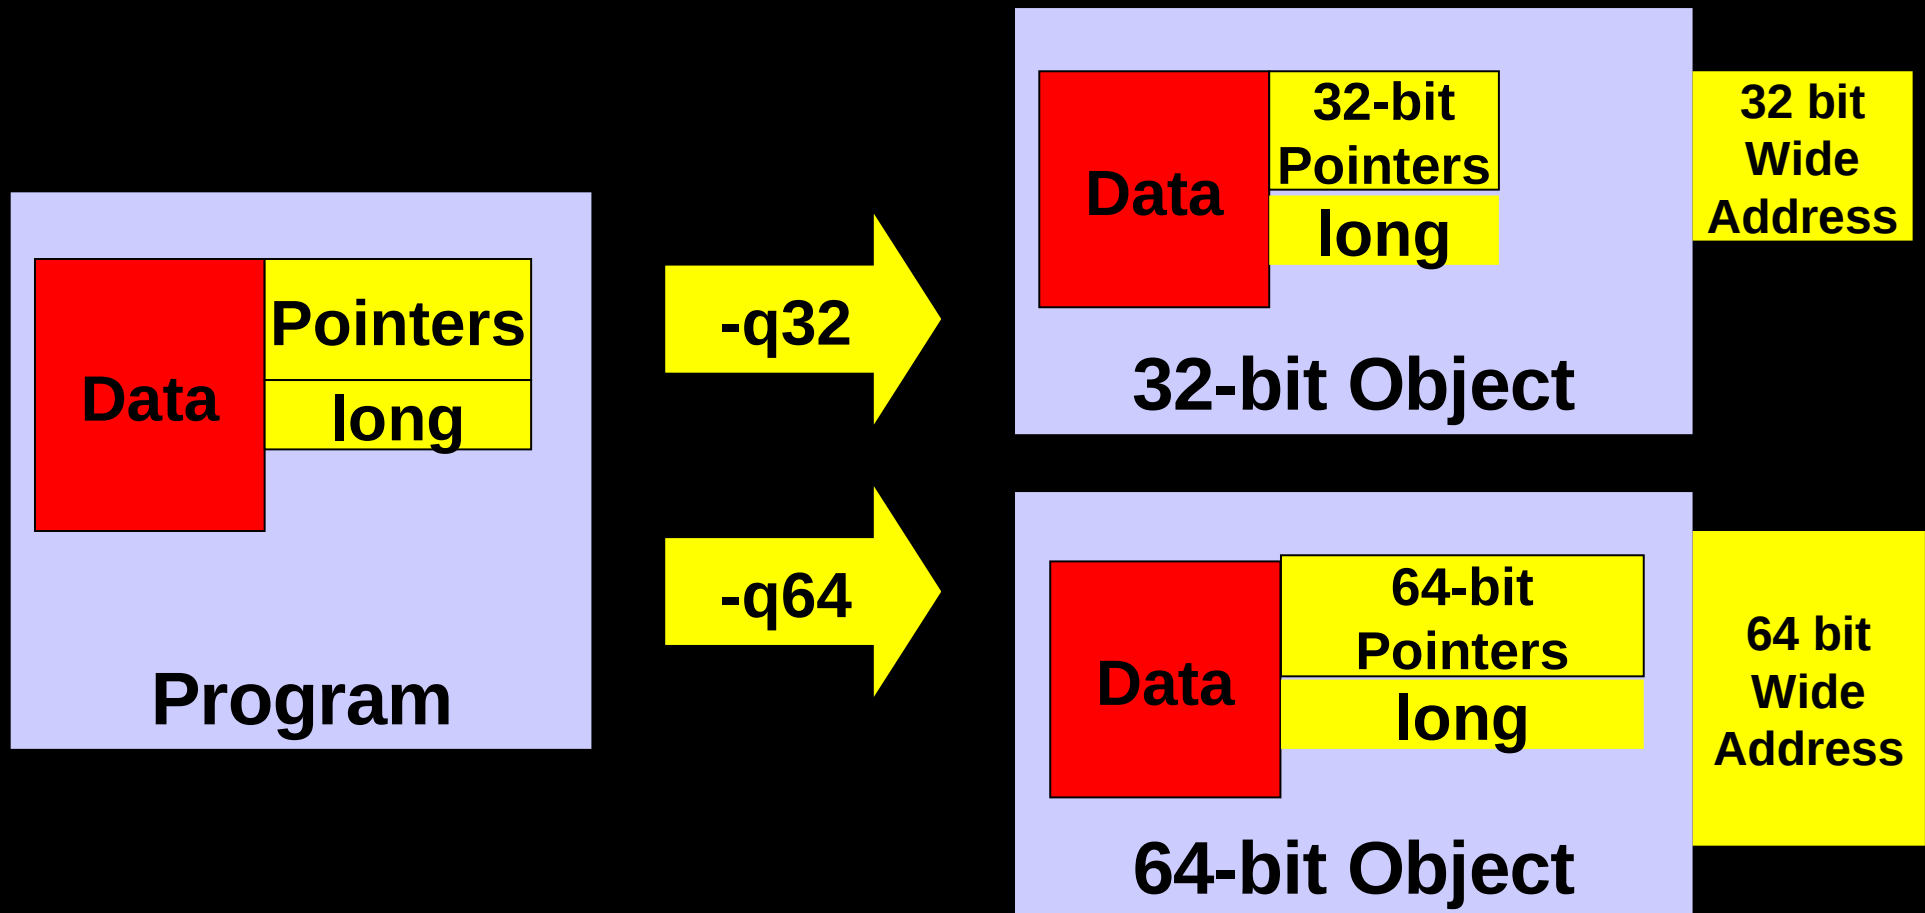 Data
Pointers
long
Program
-q32
-q64
Data
32-bit
Pointers
long
32-bit Object
32 bit
Wide
Address
Data
64-bit
Pointers
long
64-bit Object
64 bit
Wide
Address